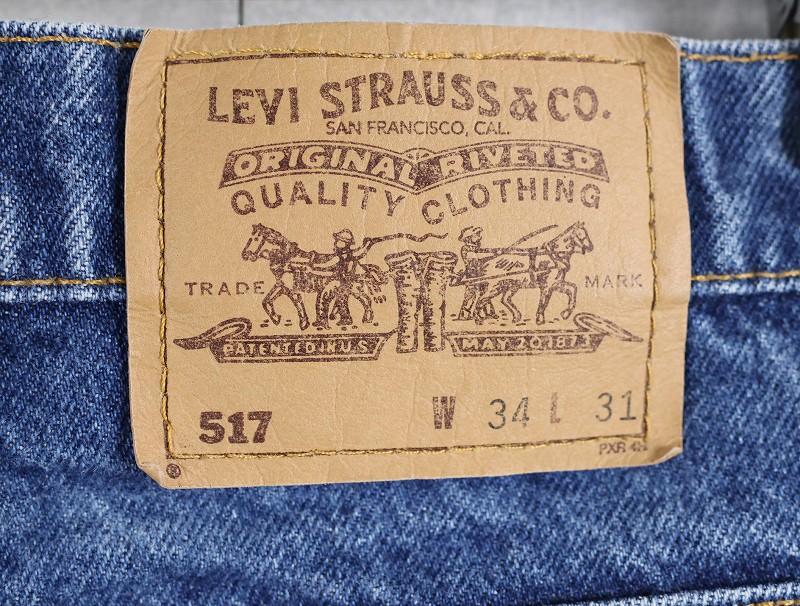 LEVI STRAUSS & CO.
SAN FRANCISCO, CAL.
ORIGINAL RIVETED
QUALITY CLOTHING
TRADE MARK
PATENTED IN U.S. MAY 20, 1873
517 W 34 L 31
® PXR